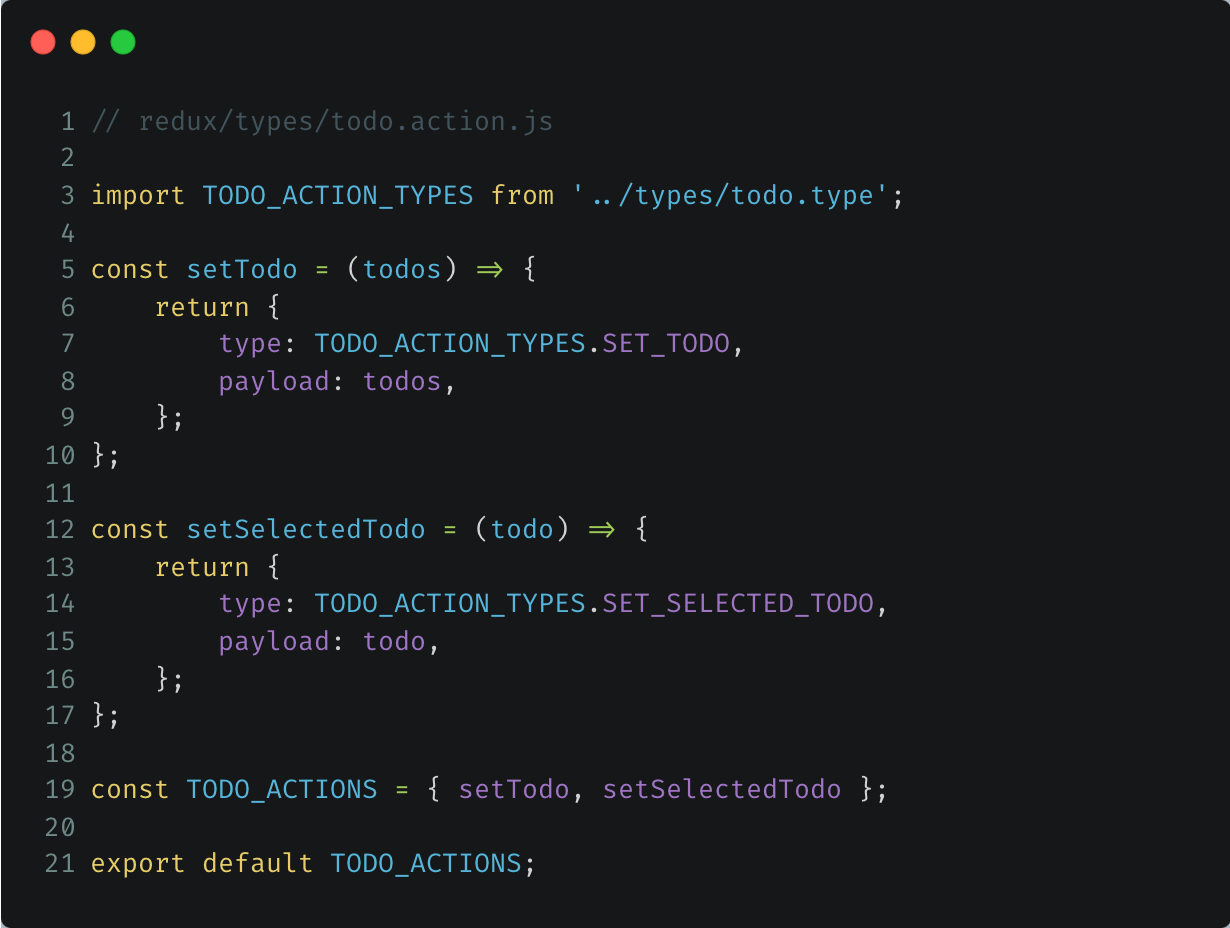 1 // redux/types/todo.action.js
2
3 import TODO_ACTION_TYPES from '../types/todo.type';
4
5 const setTodo = (todos) => {
6     return {
7         type: TODO_ACTION_TYPES.SET_TODO,
8         payload: todos,
9     };
10 };
11
12 const setSelectedTodo = (todo) => {
13     return {
14         type: TODO_ACTION_TYPES.SET_SELECTED_TODO,
15         payload: todo,
16     };
17 };
18
19 const TODO_ACTIONS = { setTodo, setSelectedTodo };
20
21 export default TODO_ACTIONS;